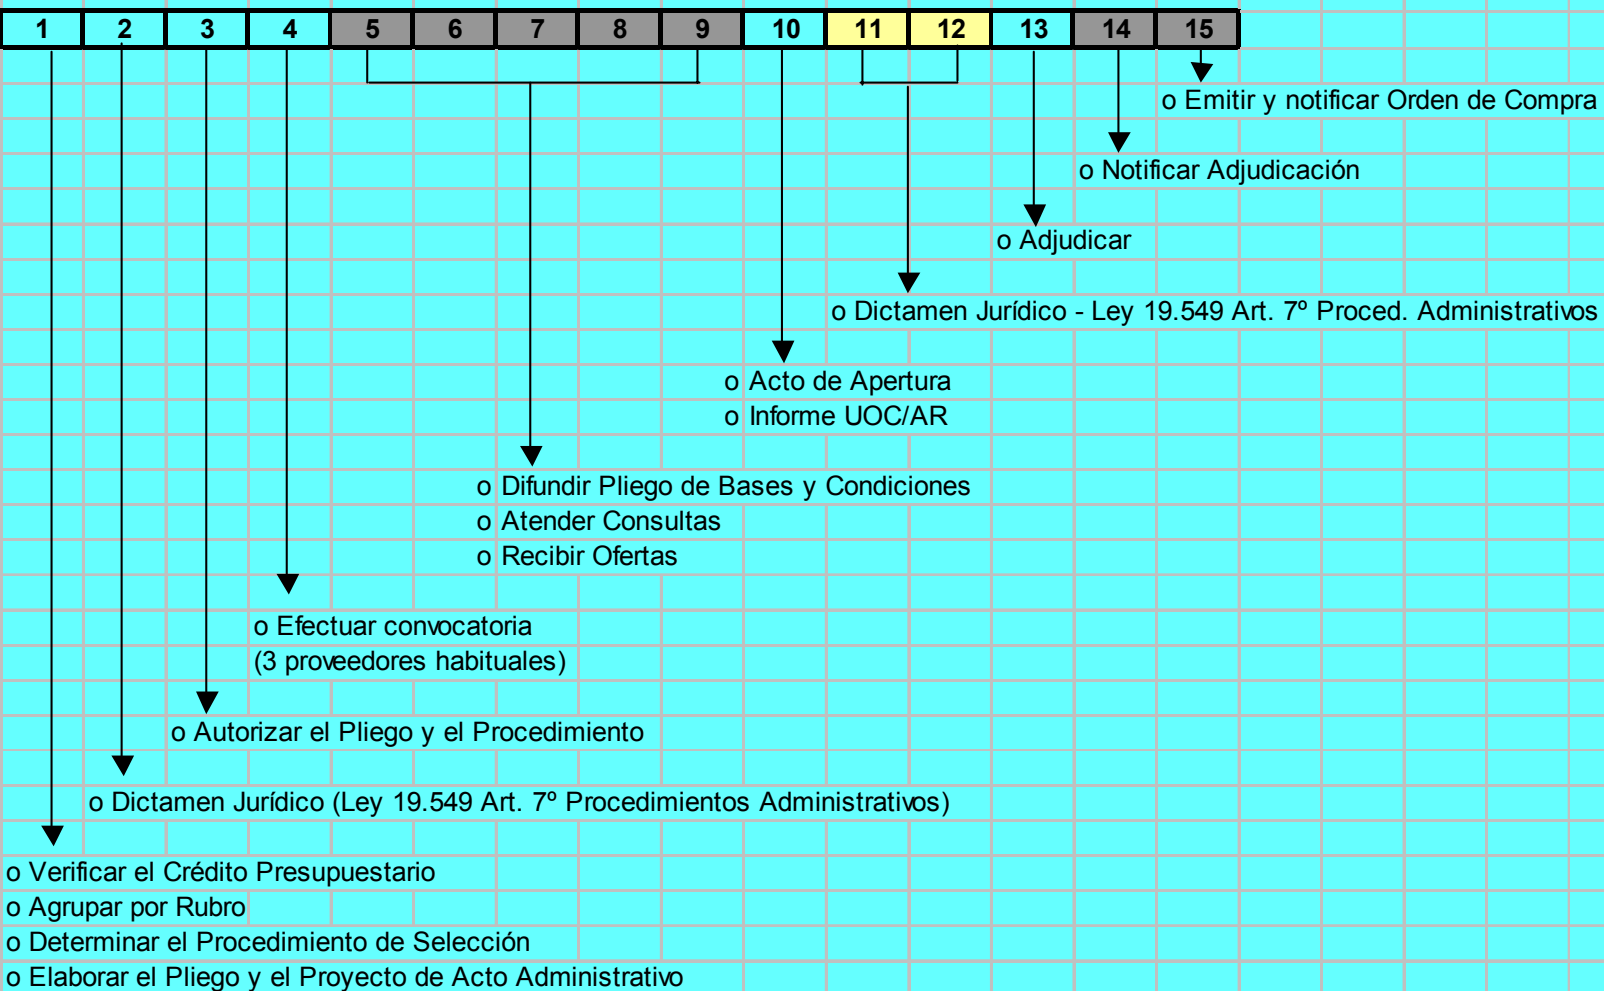 1 2 3 4 5 6 7 8 9 10 11 12 13 14 15
o Emitir y notificar Orden de Compra
o Notificar Adjudicación
o Adjudicar
o Dictamen Jurídico - Ley 19.549 Art. 7º Proced. Administrativos
o Acto de Apertura
o Informe UOC/AR
o Difundir Pliego de Bases y Condiciones
o Atender Consultas
o Recibir Ofertas
o Efectuar convocatoria
(3 proveedores habituales)
o Autorizar el Pliego y el Procedimiento
o Dictamen Jurídico (Ley 19.549 Art. 7º Procedimientos Administrativos)
o Verificar el Crédito Presupuestario
o Agrupar por Rubro
o Determinar el Procedimiento de Selección
o Elaborar el Pliego y el Proyecto de Acto Administrativo